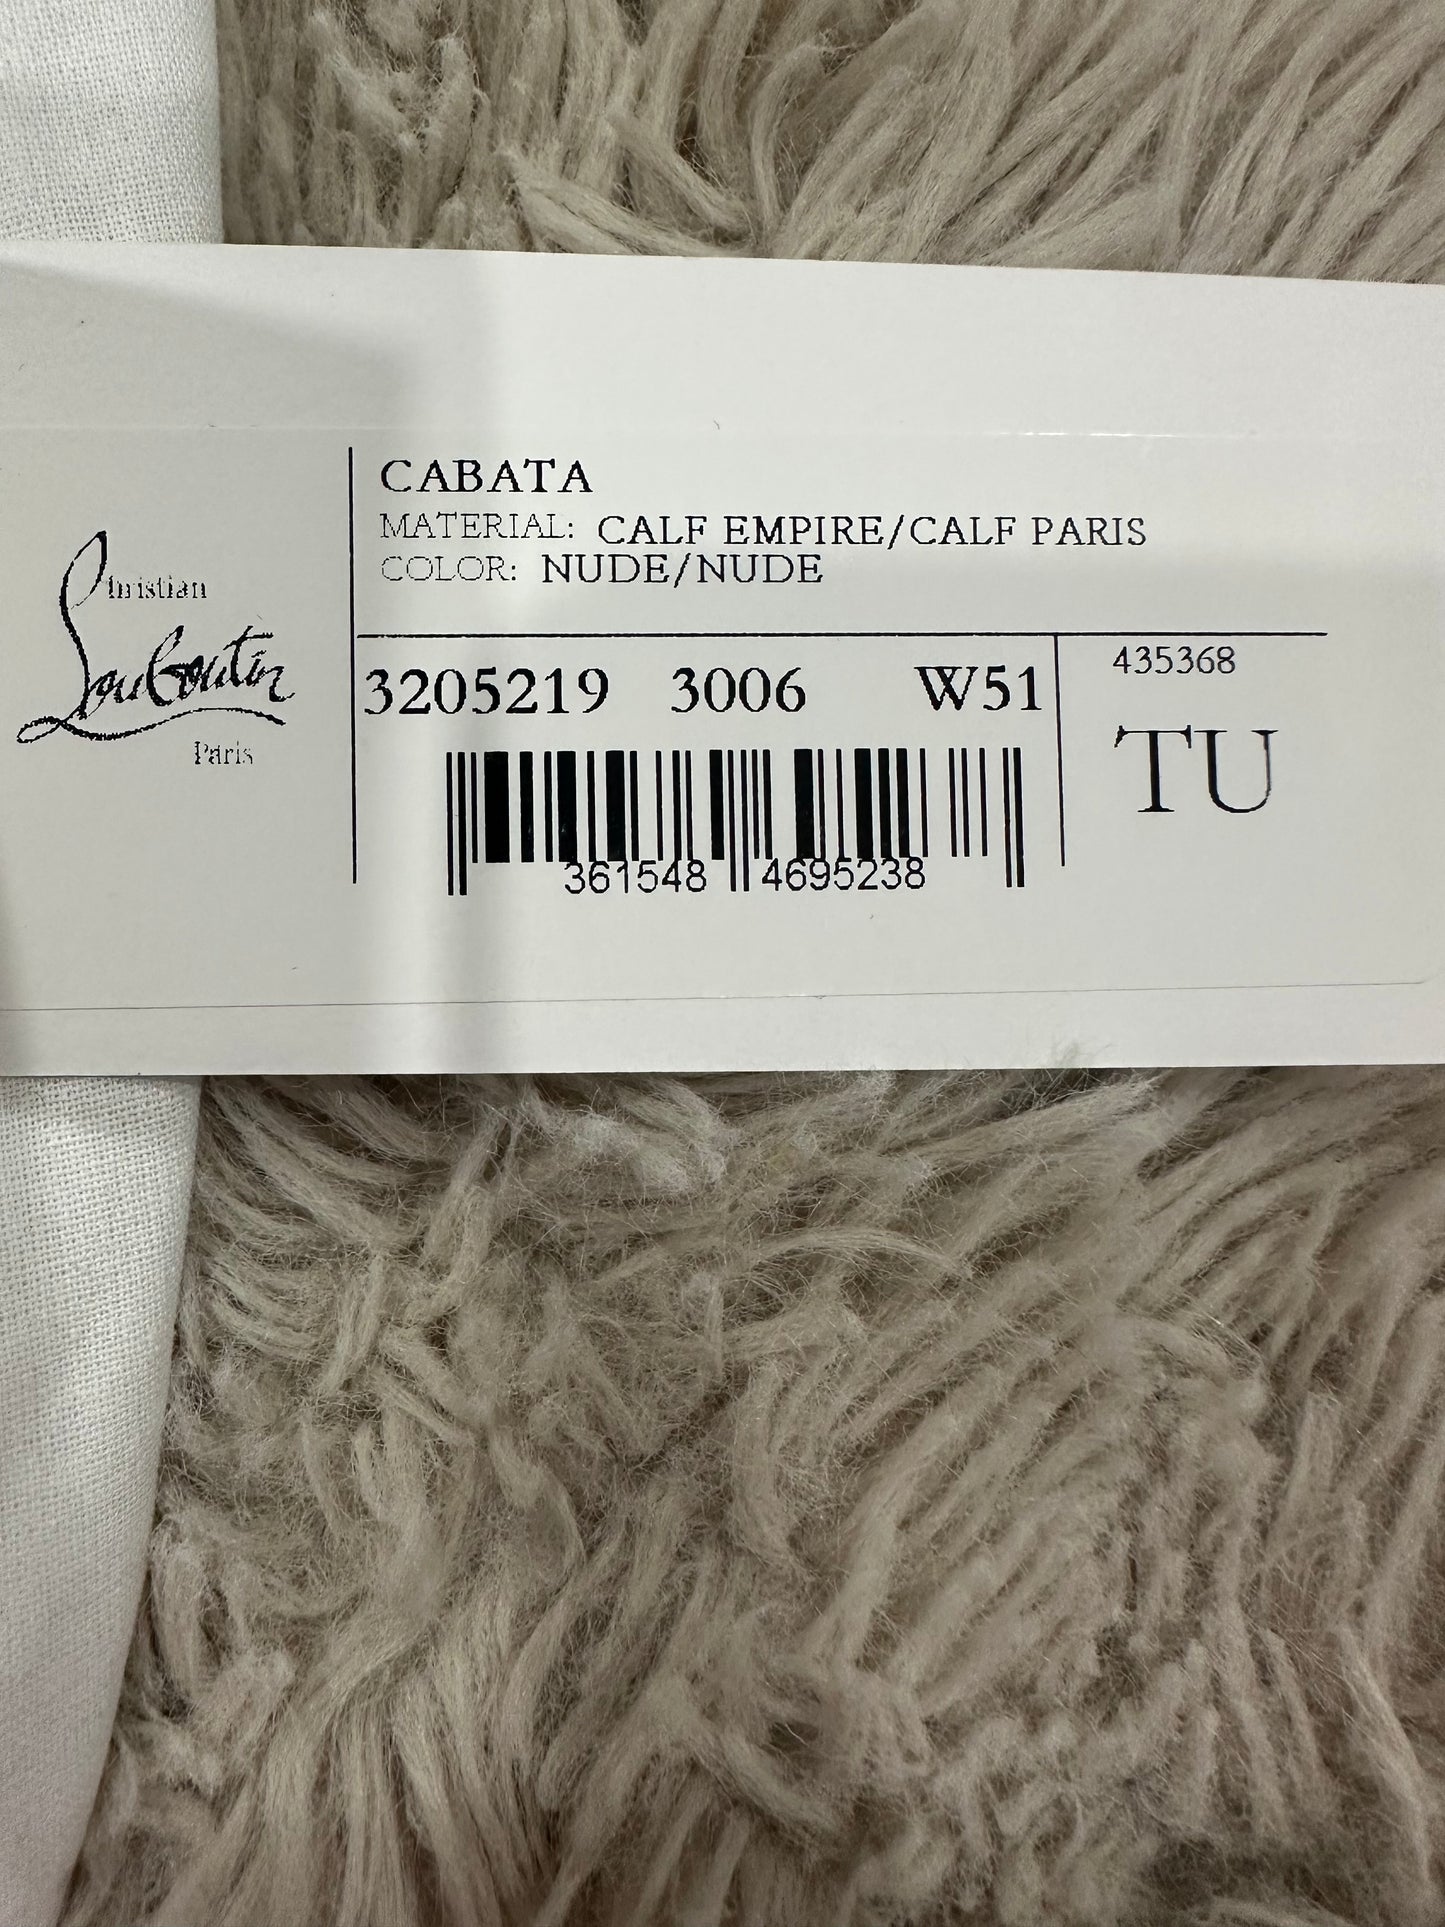 Christian
Louboutin
Paris
CABATA
MATERIAL: CALF EMPIRE/CALF PARIS
COLOR: NUDE/NUDE
3205219 3006 W51
361548 4695238
435368
TU